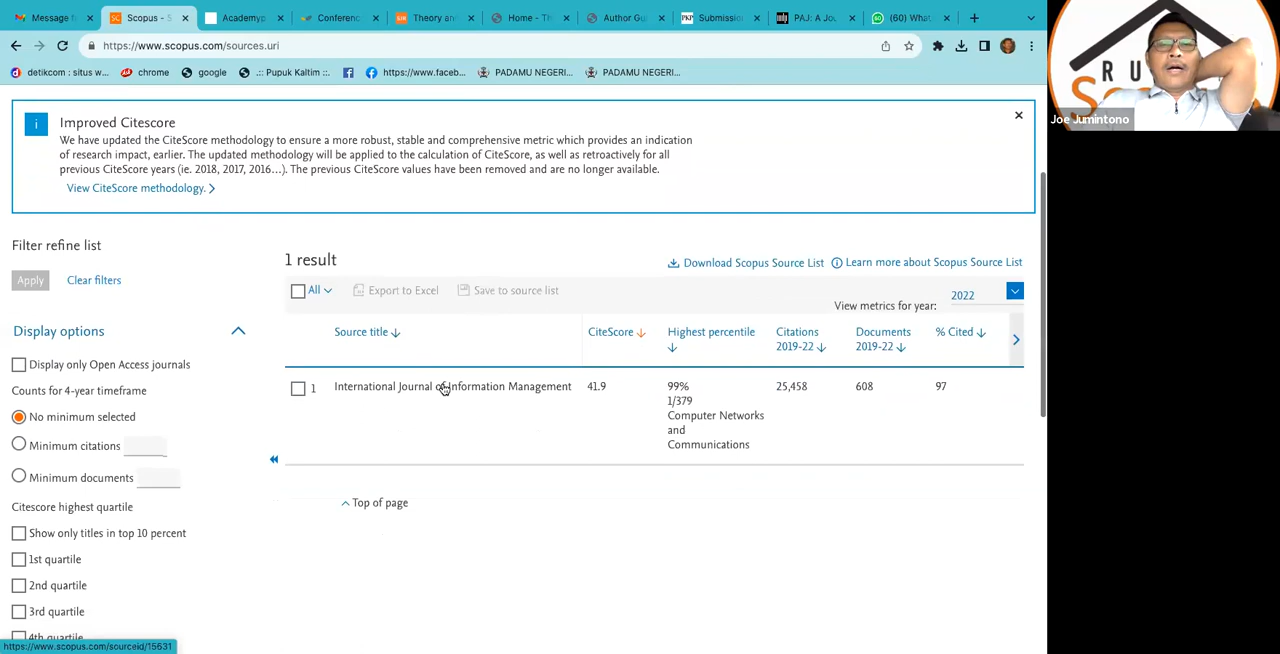 Message f
Scopus - S
Academyp
Conferenc
Theory an
Home - Th
Author Gu
PKP
Submissio
PAJ: A Jou
(60) What
https://www.scopus.com/sources.uri
detikcom : situs w...
chrome
google
.:: Pupuk Kaltim ::.
https://www.faceb...
PADAMU NEGERI...
PADAMU NEGERI...
RU
Joe Jumintono
Improved Citescore
We have updated the CiteScore methodology to ensure a more robust, stable and comprehensive metric which provides an indication
of research impact, earlier. The updated methodology will be applied to the calculation of CiteScore, as well as retroactively for all
previous CiteScore years (ie. 2018, 2017, 2016...). The previous CiteScore values have been removed and are no longer available.
View CiteScore methodology. >
Filter refine list
Apply
Clear filters
Display options
Display only Open Access journals
Counts for 4-year timeframe
No minimum selected
Minimum citations
Minimum documents
Citescore highest quartile
Show only titles in top 10 percent
1st quartile
2nd quartile
3rd quartile
4th quartile
1 result
Download Scopus Source List
Learn more about Scopus Source List
All
Export to Excel
Save to source list
View metrics for year:
2022
Source title
CiteScore
Highest percentile
Citations
2019-22
Documents
2019-22
% Cited
1
International Journal of Information Management
41.9
99%
1/379
Computer Networks
and
Communications
25,458
608
97
Top of page
https://www.scopus.com/sourceid/15631